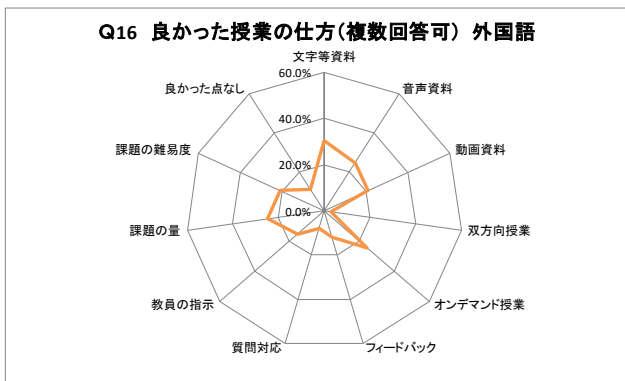 Q16 良かった授業の仕方（複数回答可） 外国語
文字等資料
音声資料
動画資料
双方向授業
オンデマンド授業
フィードバック
質問対応
教員の指示
課題の量
課題の難易度
良かった点なし
60.0%
40.0%
20.0%
0.0%